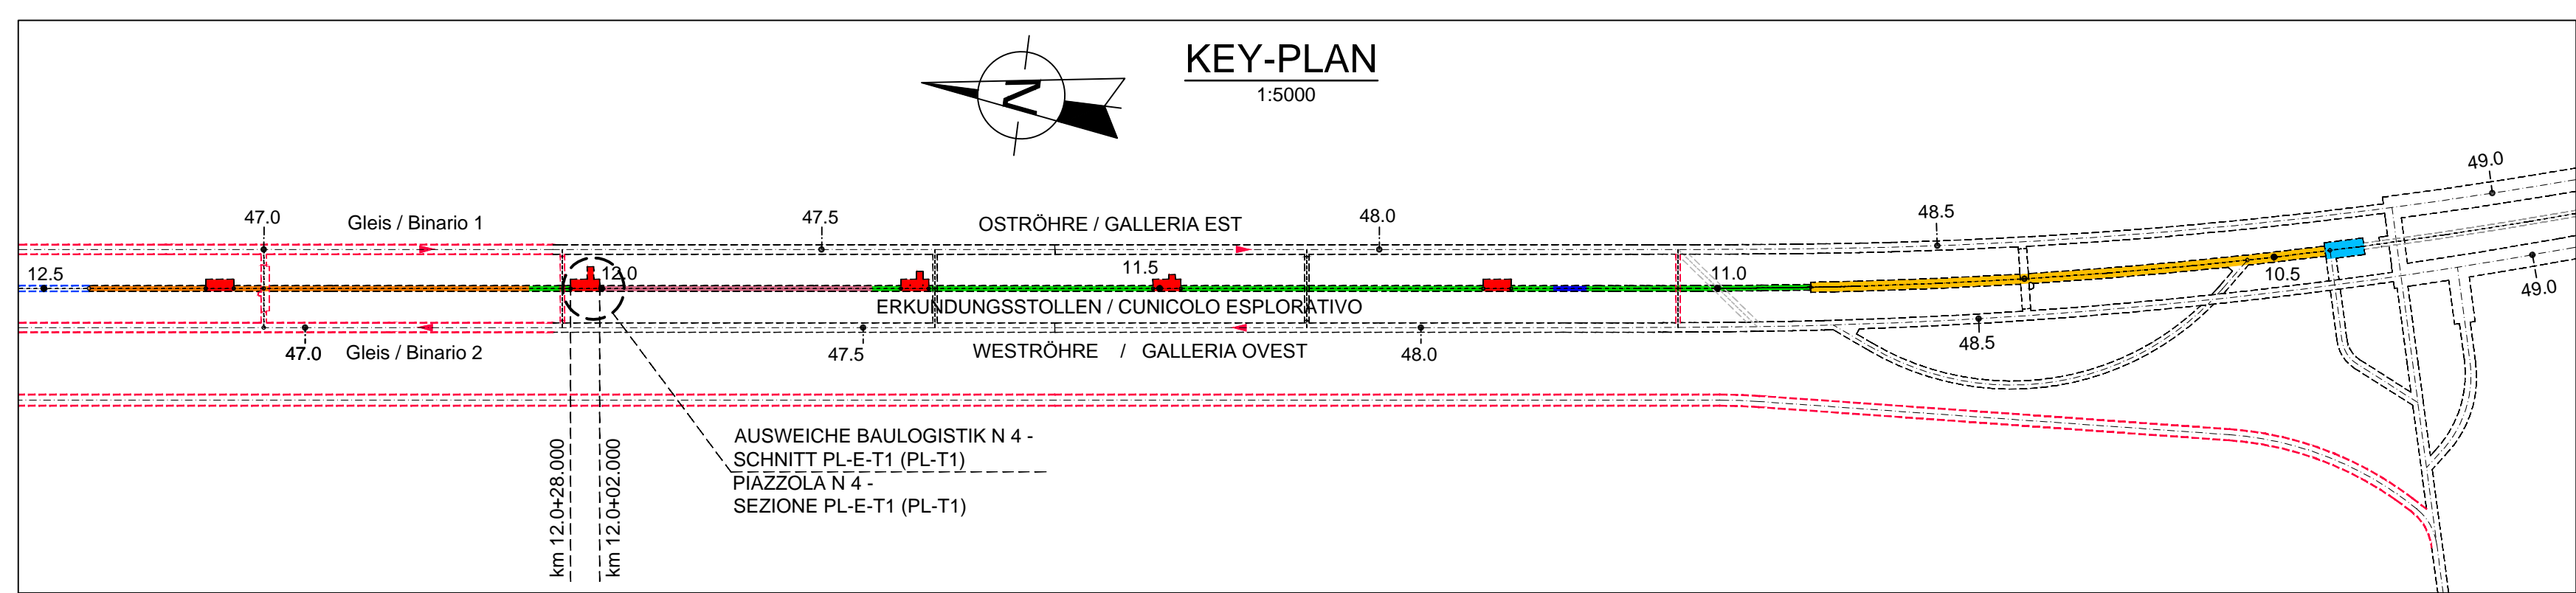 KEY-PLAN
1:5000
N
49.0
47.0
Gleis / Binario 1
47.5
OSTRÖHRE / GALLERIA EST
48.0
48.5
12.5
12.0
11.5
11.0
10.5
49.0
ERKUNDUNGSSTOLLEN / CUNICOLO ESPLORATIVO
47.0
Gleis / Binario 2
47.5
WESTRÖHRE / GALLERIA OVEST
48.0
48.5
AUSWEICHE BAULOGISTIK N 4 -
SCHNITT PL-E-T1 (PL-T1)
PIAZZOLA N 4 -
SEZIONE PL-E-T1 (PL-T1)
km 12.0+28.000
km 12.0+02.000